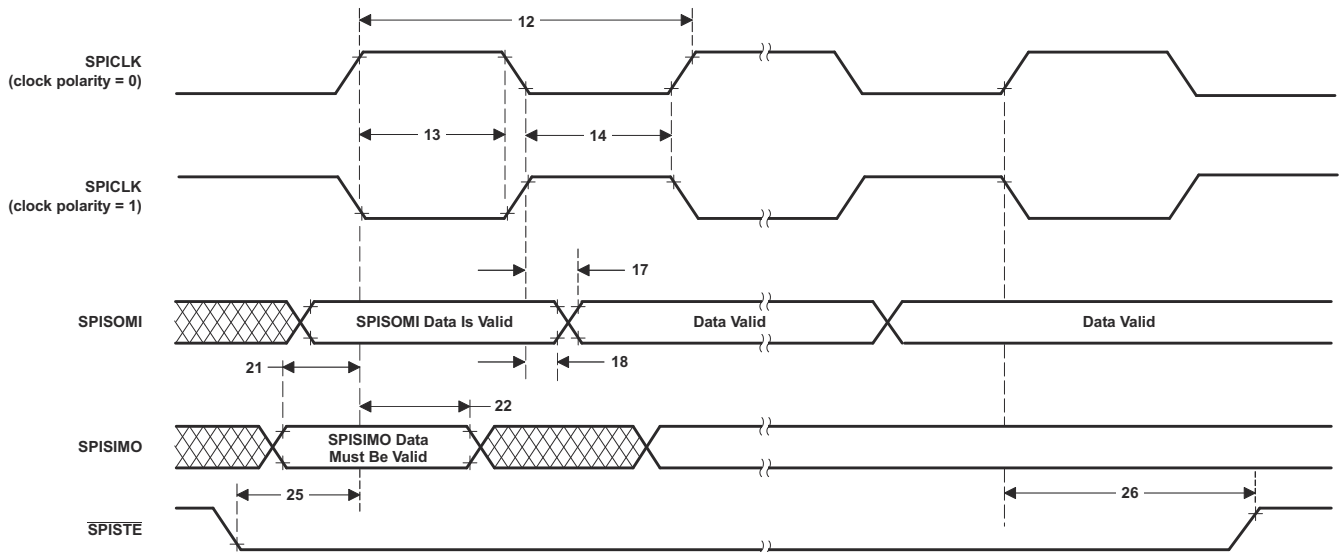 12
SPICLK
(clock polarity = 0)
13
14
SPICLK
(clock polarity = 1)
17
SPISOMI
SPISOMI Data Is Valid
Data Valid
Data Valid
18
21
22
SPISIMO
SPISIMO Data
Must Be Valid
25
26
SPISTE